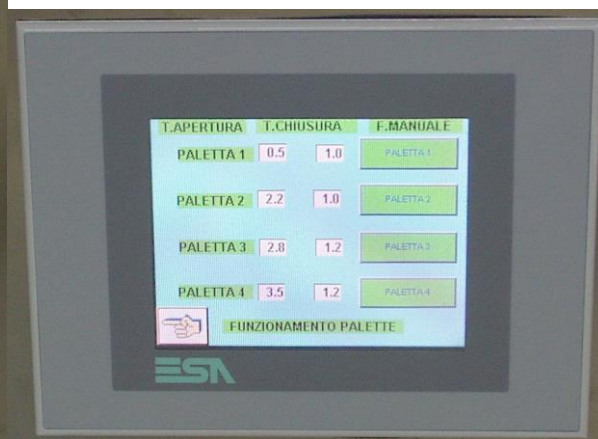 T.APERTURA T.CHIUSURA F.MANUALE
PALETTA 1 0.5 1.0 PALETTA 1
PALETTA 2 2.2 1.0 PALETTA 2
PALETTA 3 2.8 1.2 PALETTA 3
PALETTA 4 3.5 1.2 PALETTA 4
FUNZIONAMENTO PALETTE
ESA